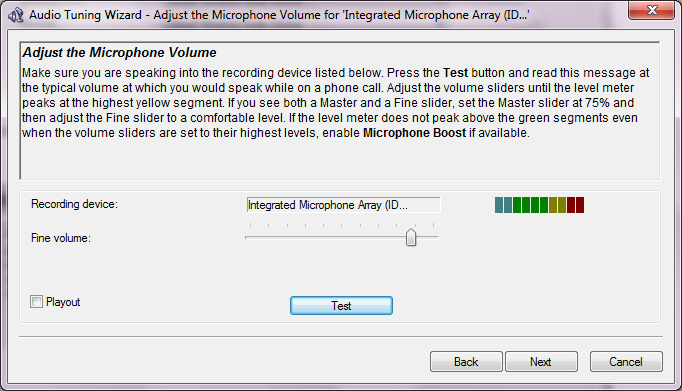 Audio Tuning Wizard - Adjust the Microphone Volume for 'Integrated Microphone Array (ID...'
Adjust the Microphone Volume
Make sure you are speaking into the recording device listed below. Press the Test button and read this message at
the typical volume at which you would speak while on a phone call. Adjust the volume sliders until the level meter
peaks at the highest yellow segment. If you see both a Master and a Fine slider, set the Master slider at 75% and
then adjust the Fine slider to a comfortable level. If the level meter does not peak above the green segments even
when the volume sliders are set to their highest levels, enable Microphone Boost if available.
Recording device: Integrated Microphone Array (ID...
Fine volume:
Playout Test
Back Next Cancel